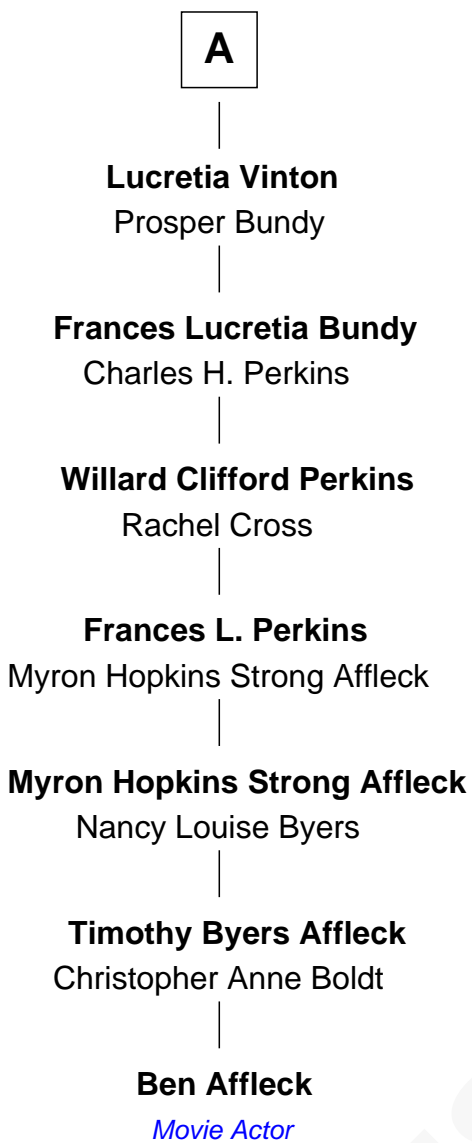 A
Lucretia Vinton
Prosper Bundy
Frances Lucretia Bundy
Charles H. Perkins
Willard Clifford Perkins
Rachel Cross
Frances L. Perkins
Myron Hopkins Strong Affleck
Myron Hopkins Strong Affleck
Nancy Louise Byers
Timothy Byers Affleck
Christopher Anne Boldt
Ben Affleck
Movie Actor